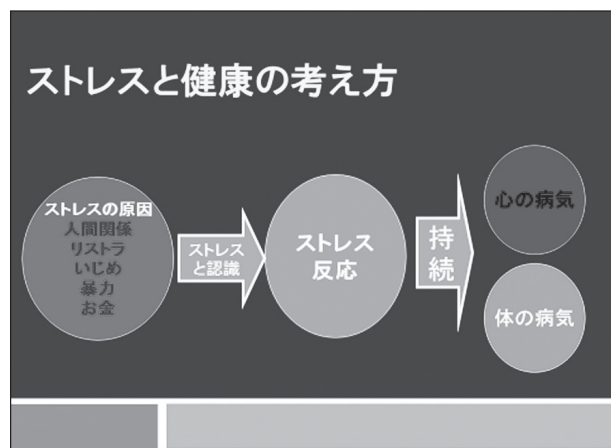 ストレスと健康の考え方
ストレスの原因
人間関係
リストラ
いじめ
暴力
お金
ストレス
と認識
ストレス
反応
持
続
心の病気
体の病気